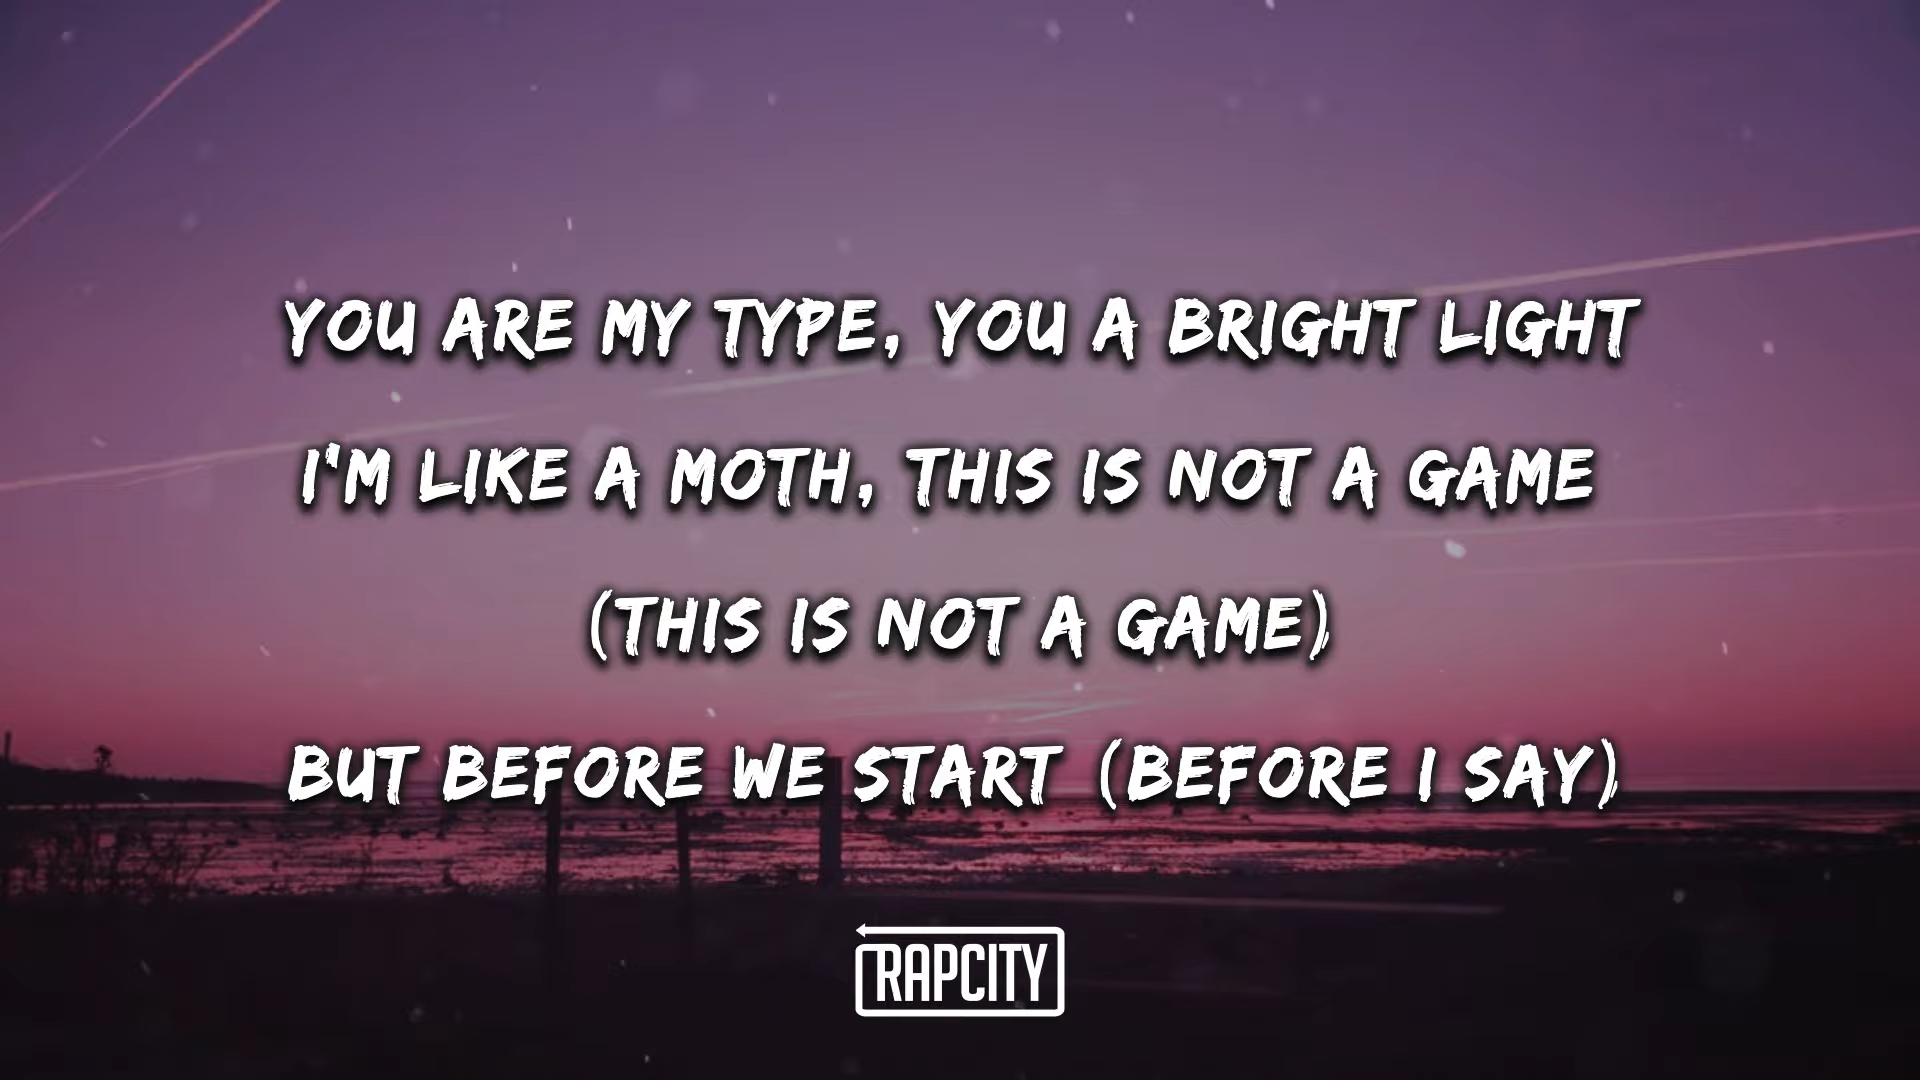 YOU ARE MY TYPE, YOU A BRIGHT LIGHT
I'M LIKE A MOTH, THIS IS NOT A GAME
(THIS IS NOT A GAME)
BUT BEFORE WE START (BEFORE I SAY)
RAPCITY